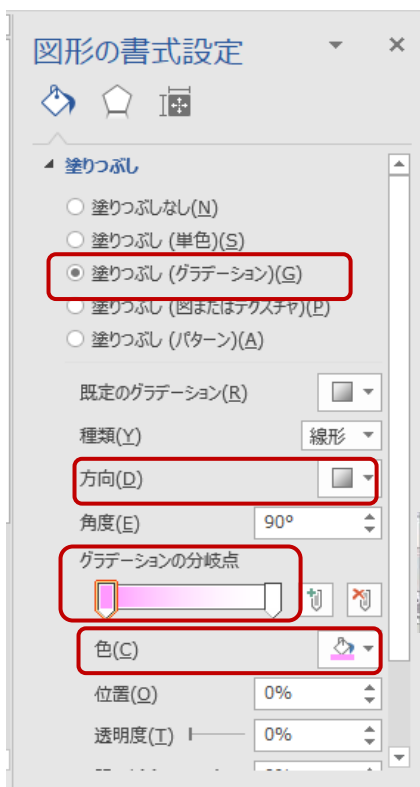 図形の書式設定
塗りつぶし
塗りつぶしなし(N)
塗りつぶし (単色)(S)
塗りつぶし (グラデーション)(G)
塗りつぶし (図またはテクスチャ)(P)
塗りつぶし (パターン)(A)
既定のグラデーション(R)
種類(Y) 線形
方向(D)
角度(E) 90°
グラデーションの分岐点
色(C)
位置(O) 0%
透明度(T) 0%